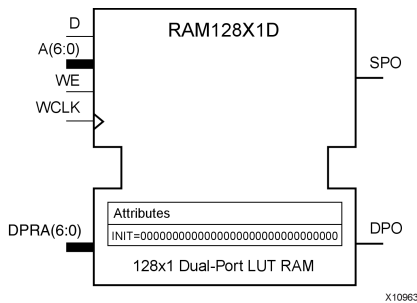 RAM128X1D
D
A(6:0)
WE
WCLK
SPO
DPRA(6:0)
DPO
Attributes
INIT=00000000000000000000000000000000
128x1 Dual-Port LUT RAM
X10963